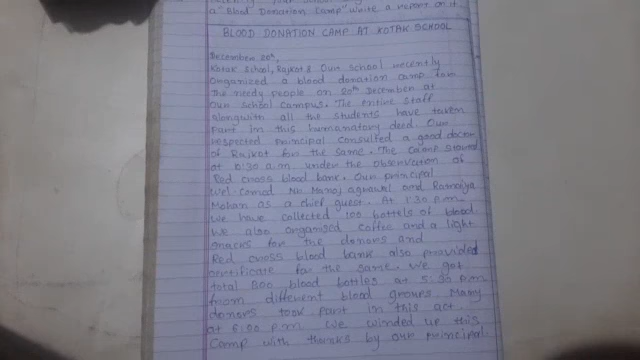 a "Blood Donation Camp" write a report on it
BLOOD DONATION CAMP AT KOTAK SCHOOL
December 20th,
Kotak School, Rajkot : Our School recently
Organized a blood donation camp for
The needy people on 20th December at
Our School Campus. The entire staff
alongwith all the students have taken
part in this humanatory deed. Our
respected principal consulted a good doctor
of Rajkot for the same. The camp started
at 10:30 a.m. under the observation of
Red cross blood bank. Our principal
wel-comed Manoj agrawal and Ramaiya
Mohan as a chief guest. At 1:30 p.m.
We have collected 100 bottels of blood.
We also organised coffee and a light
snacks for the donors and
Red cross blood bank also provided
certificate for the same. We got
total 300 blood bottles at 5:30 p.m
from different blood groups. Many
donors took part in this act.
at 6:00 p.m we winded up this
Camp with thanks by our principal.